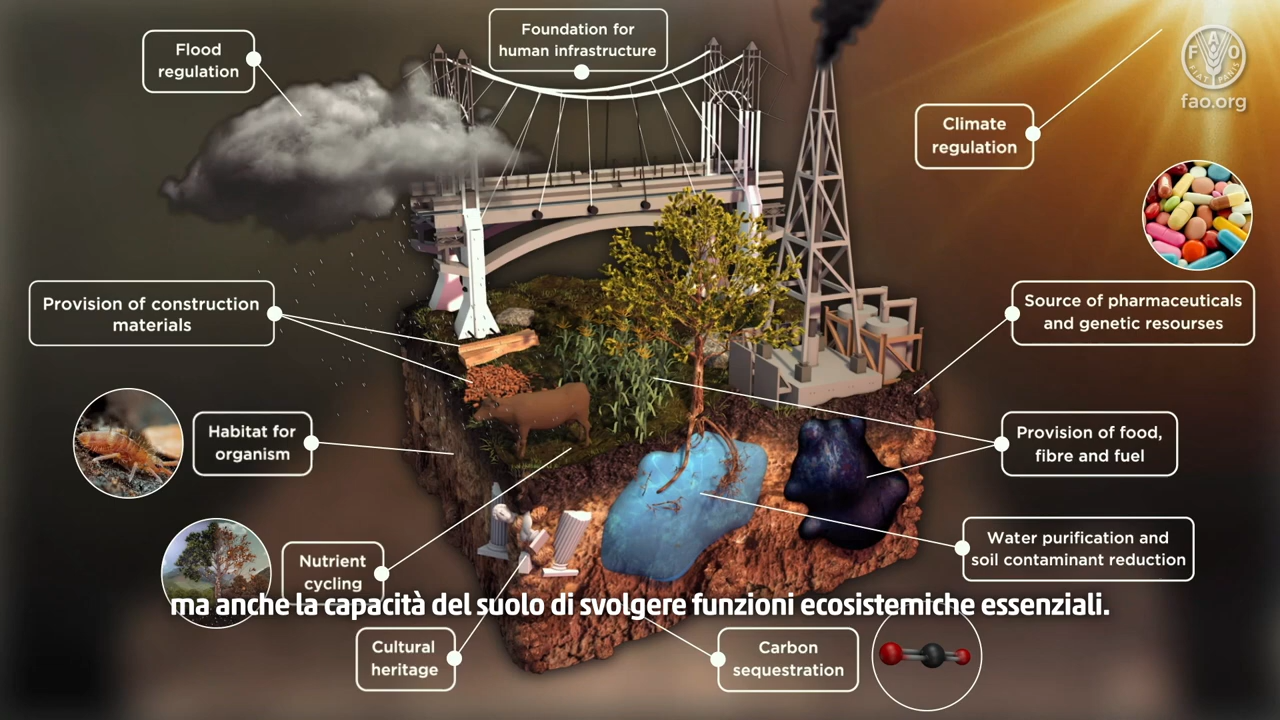 Foundation for
human infrastructure
Flood
regulation
FAO
FIAT PANIS
fao.org
Climate
regulation
Provision of construction
materials
Source of pharmaceuticals
and genetic resourses
Habitat for
organism
Provision of food,
fibre and fuel
Water purification and
soil contaminant reduction
Nutrient
cycling
ma anche la capacità del suolo di svolgere funzioni ecosistemiche essenziali.
Cultural
heritage
Carbon
sequestration